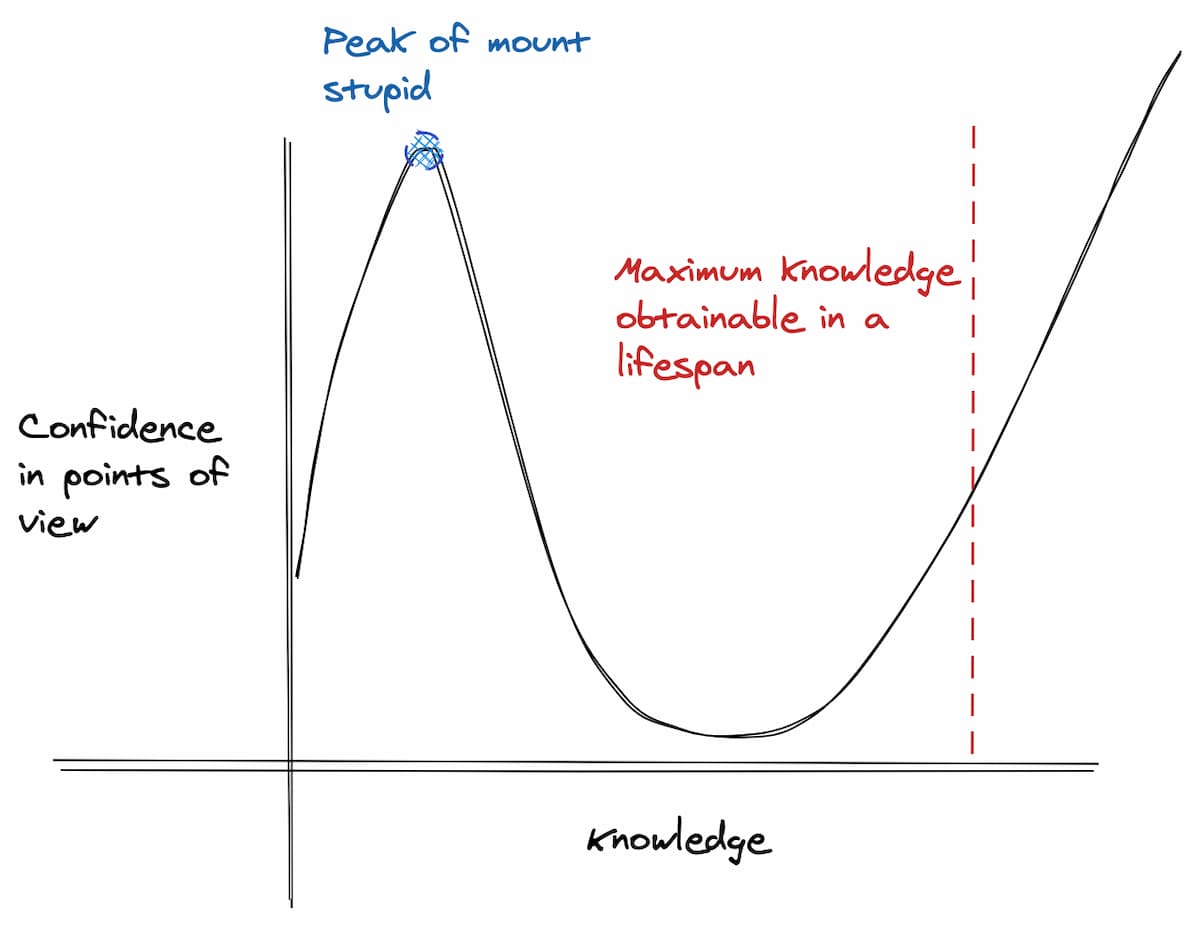 Peak of mount
stupid
Maximum knowledge
obtainable in a
lifespan
Confidence
in points of
view
Knowledge